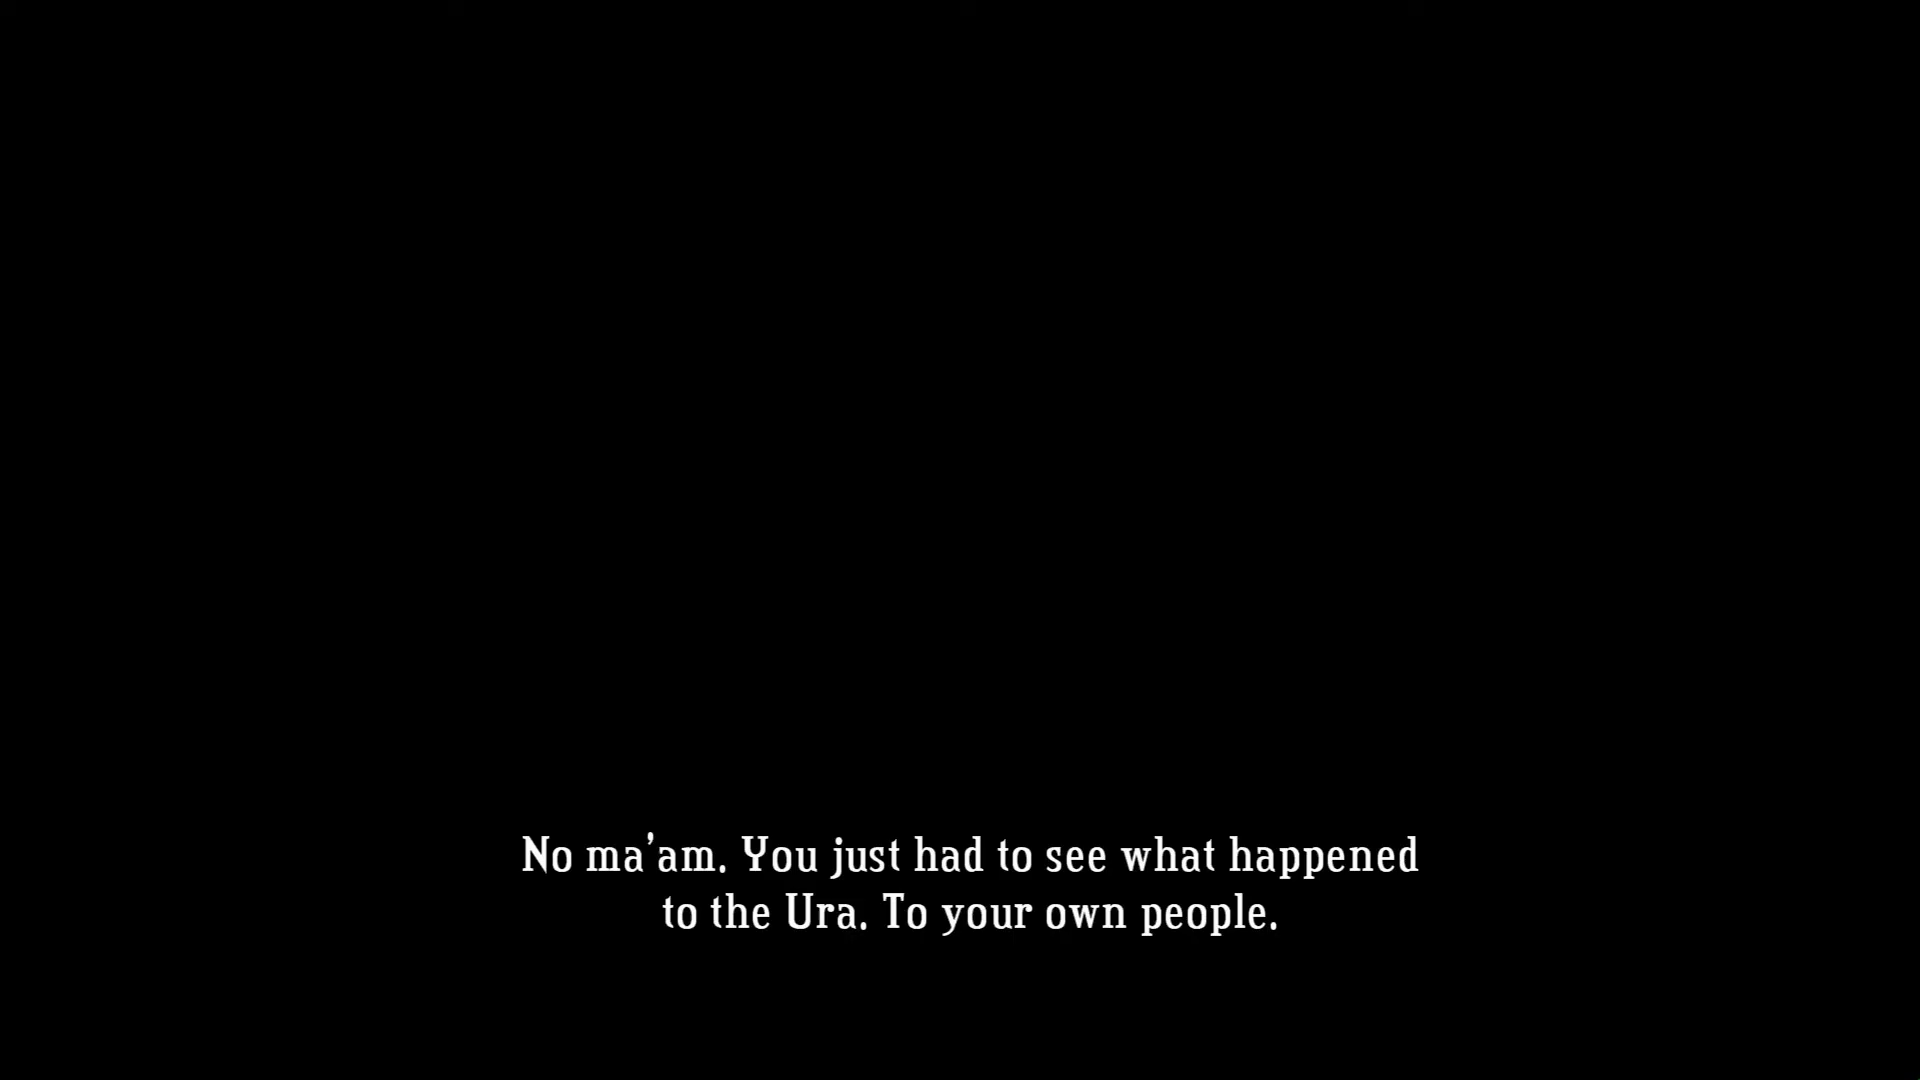 No ma’am. You just had to see what happened
to the Ura. To your own people.